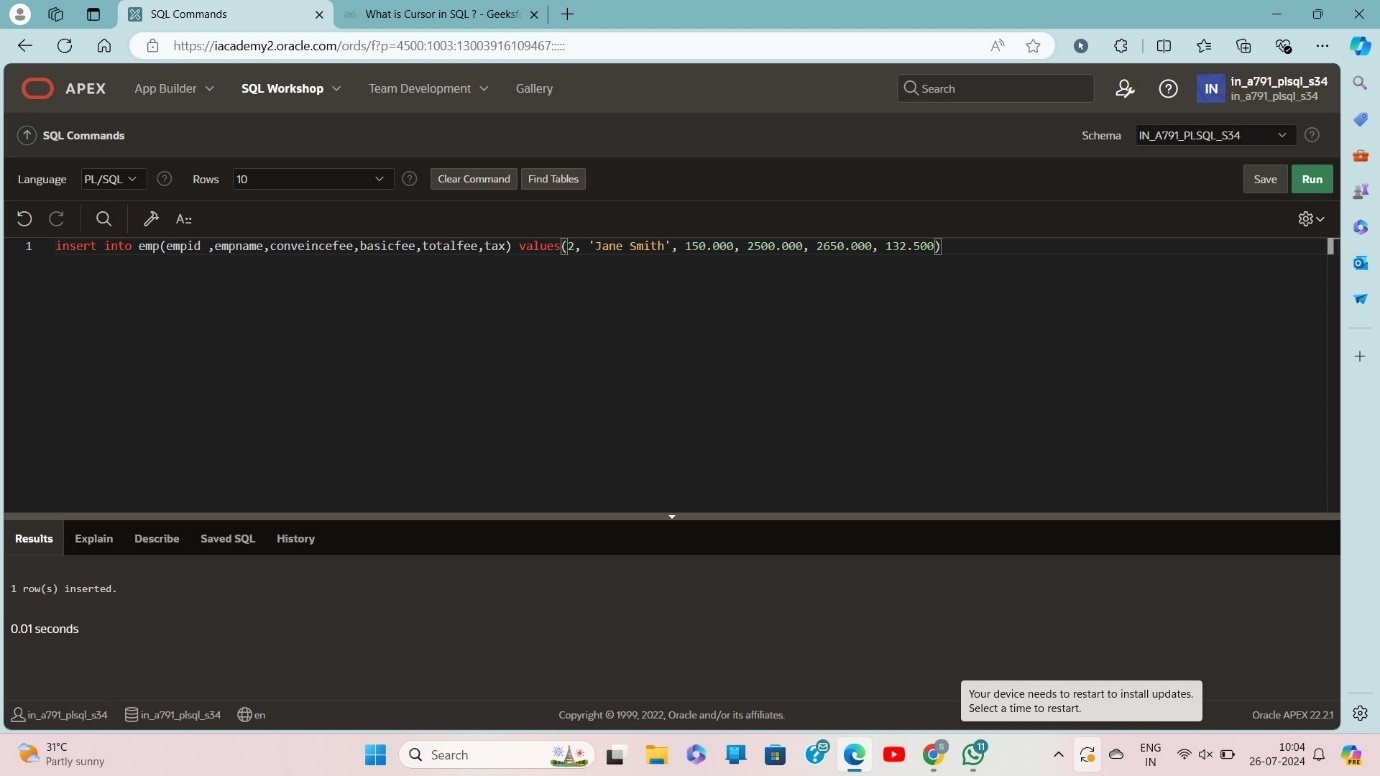 SQL Commands
What is Cursor in SQL ? - Geeksf
https://iacademy2.oracle.com/ords/f?p=4500:1003:13003916109467:::::
APEX App Builder SQL Workshop Team Development Gallery
Search
IN in_a791_plsql_s34
in_a791_plsql_s34
SQL Commands
Schema IN_A791_PLSQL_S34
Language PL/SQL Rows 10 Clear Command Find Tables Save Run
1 insert into emp(empid ,empname,conveincefee,basicfee,totalfee,tax) values(2, 'Jane Smith', 150.000, 2500.000, 2650.000, 132.500)
Results Explain Describe Saved SQL History
1 row(s) inserted.
0.01 seconds
Your device needs to restart to install updates.
Select a time to restart.
in_a791_plsql_s34 in_a791_plsql_s34 en
Copyright © 1999, 2022, Oracle and/or its affiliates.
Oracle APEX 22.2.1
31°C
Partly sunny
Search
S
11
ENG
IN
10:04
26-07-2024
PRE